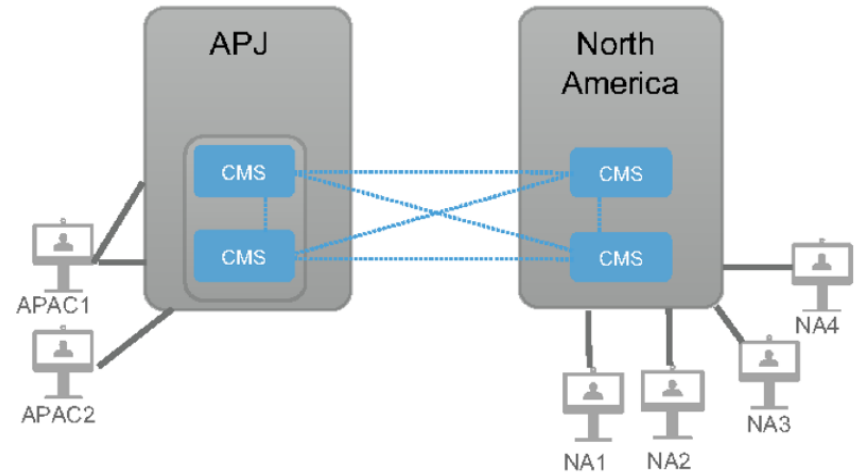 APJ
North
America
CMS
CMS
CMS
CMS
APAC1
APAC2
NA4
NA3
NA1
NA2